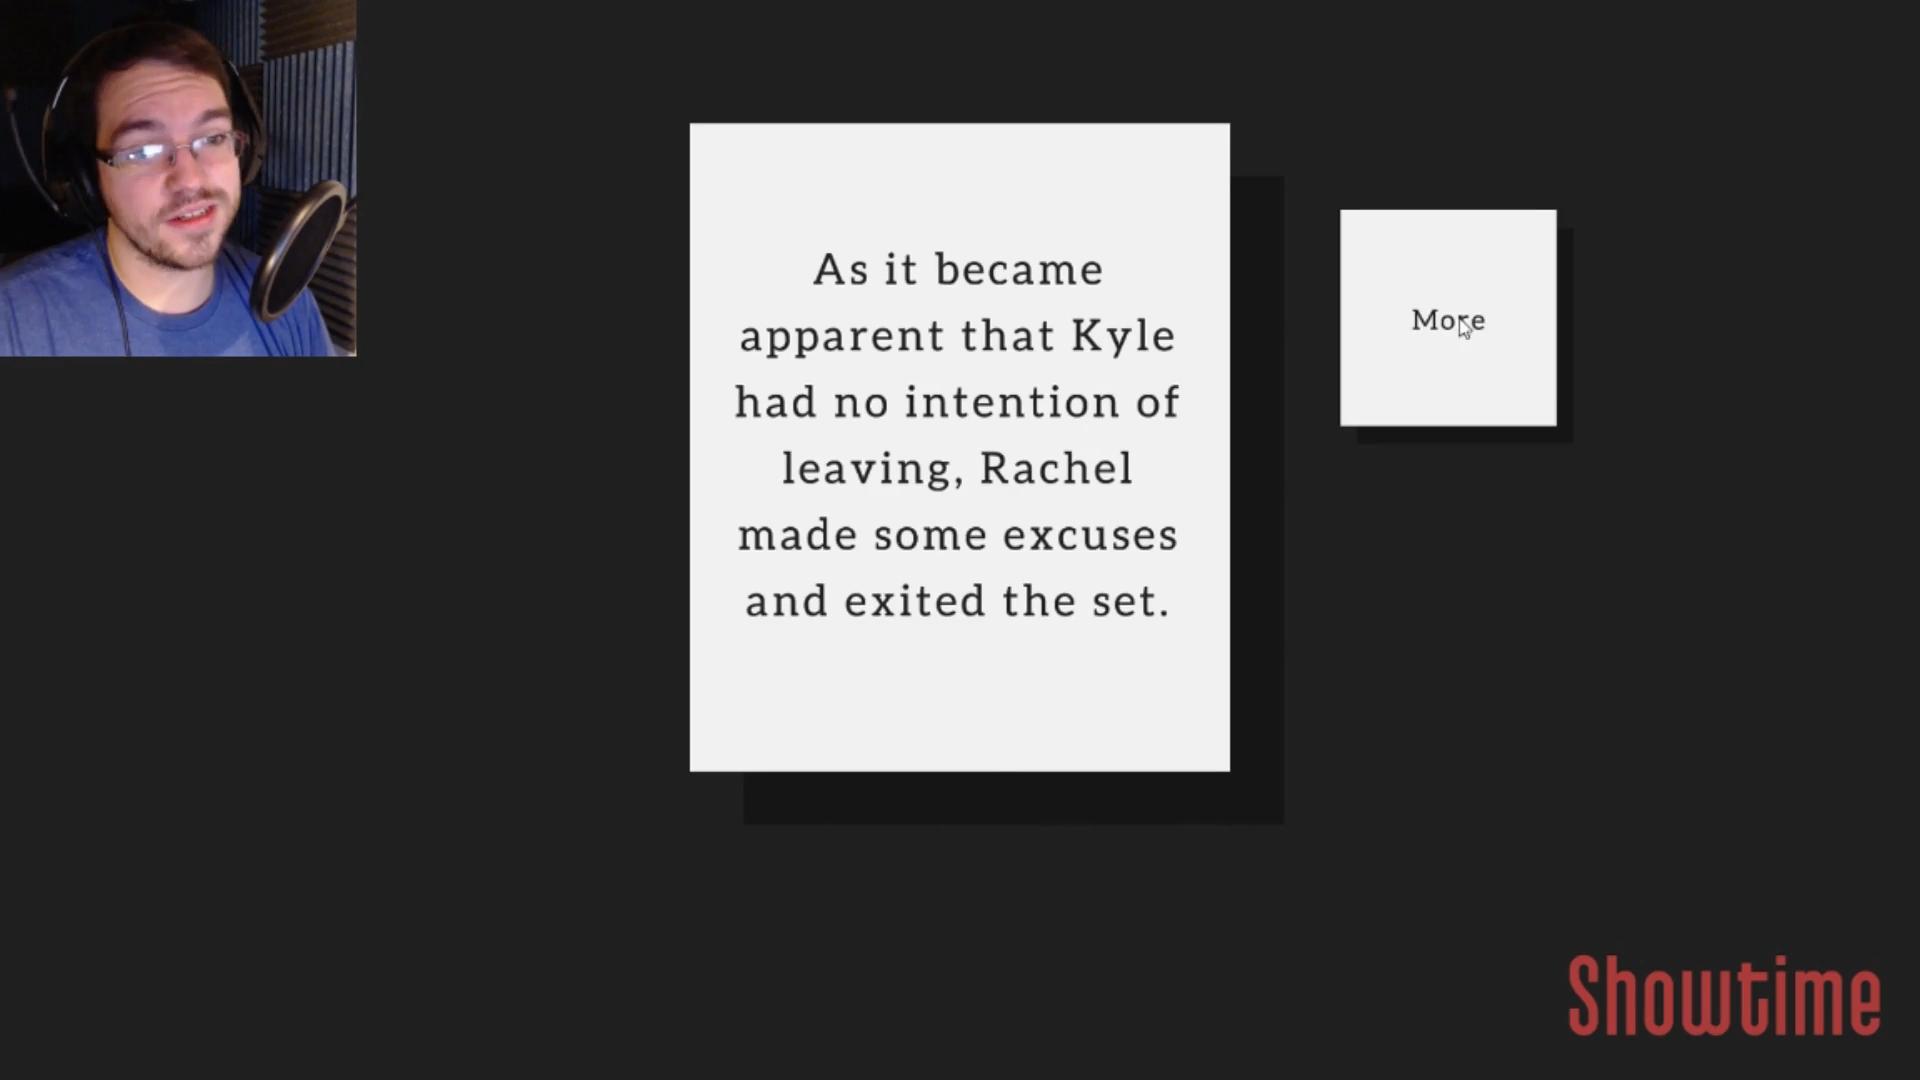 As it became
apparent that Kyle
had no intention of
leaving, Rachel
made some excuses
and exited the set.
More
Showtime